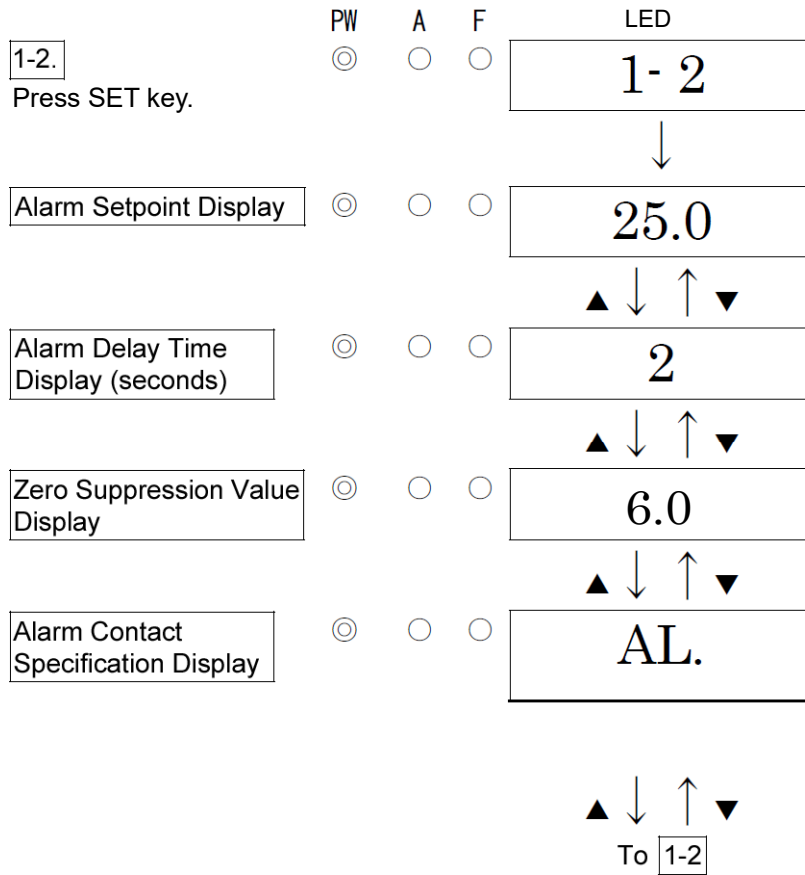 PW A F LED
1-2.
Press SET key.
1- 2
↓
Alarm Setpoint Display
25.0
▲ ↓ ↑ ▼
Alarm Delay Time
Display (seconds)
2
▲ ↓ ↑ ▼
Zero Suppression Value
Display
6.0
▲ ↓ ↑ ▼
Alarm Contact
Specification Display
AL.
▲ ↓ ↑ ▼
To 1-2